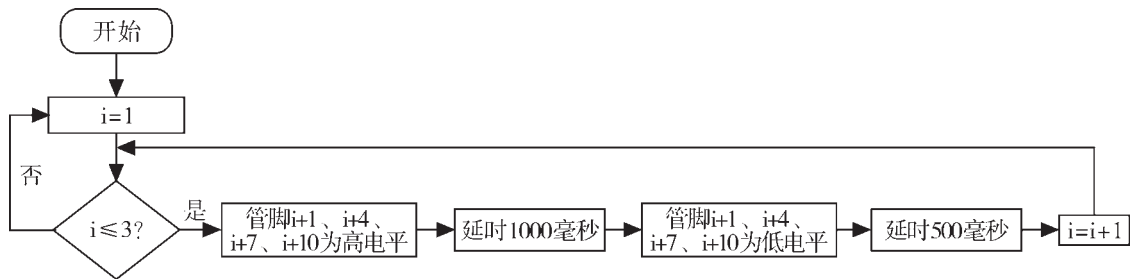 开始
i=1
否
i≤3?
是
管脚i+1、i+4、
i+7、i+10为高电平
延时1000毫秒
管脚i+1、i+4、
i+7、i+10为低电平
延时500毫秒
i=i+1